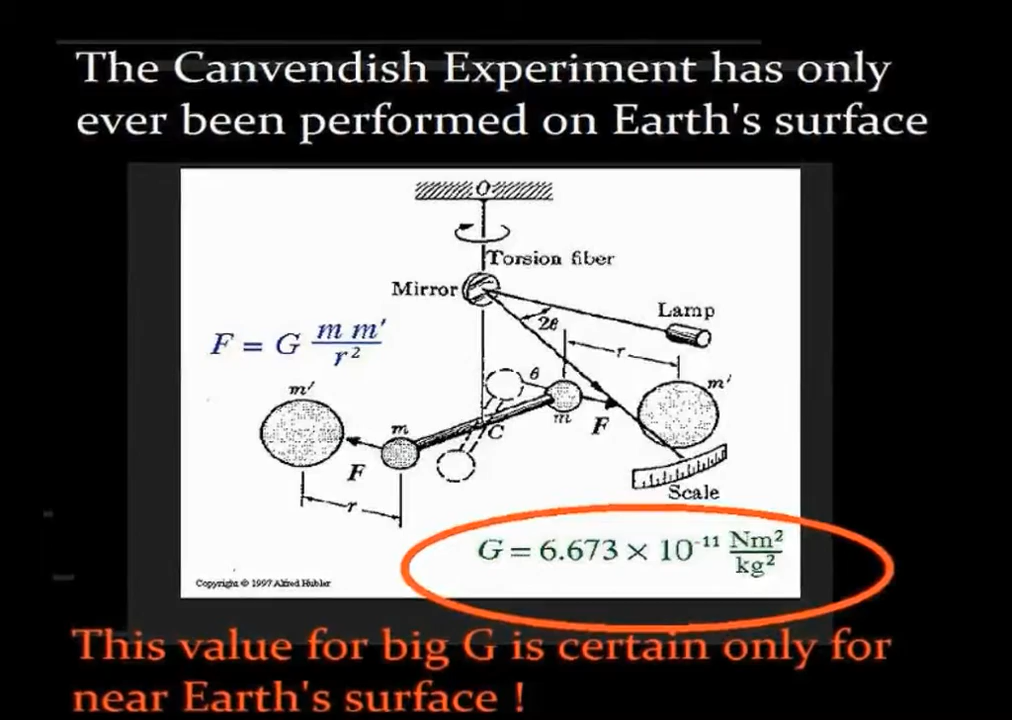 The Canvendish Experiment has only
ever been performed on Earth's surface
O
Torsion fiber
Mirror
Lamp
2θ
r
F = G m m' / r²
m'
θ
m'
m
m
C
F
F
r
Scale
G = 6.673 × 10⁻¹¹ Nm²/kg²
Copyright © 1997 Alfred Hubler
This value for big G is certain only for
near Earth's surface !